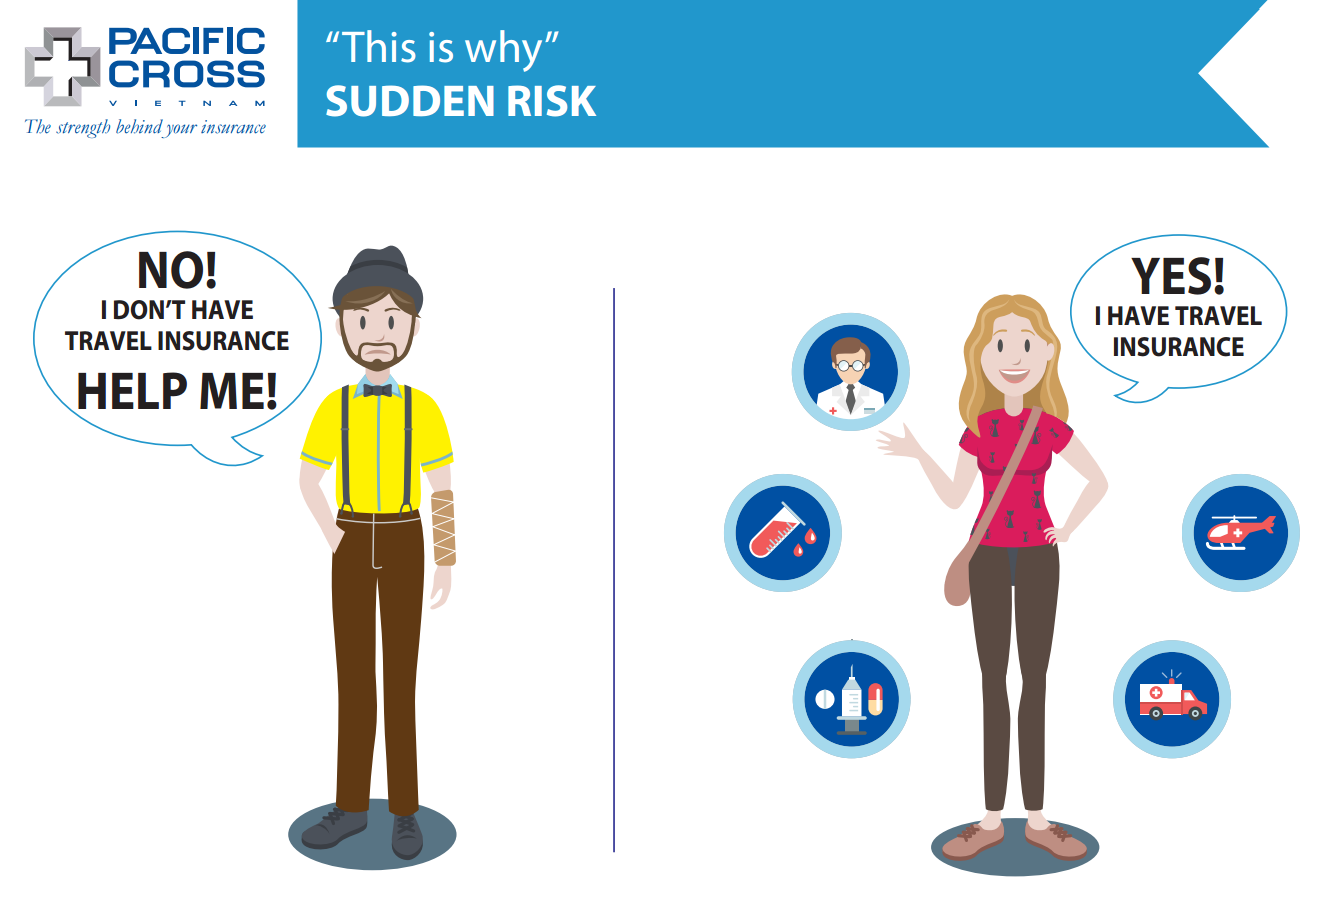 PACIFIC
CROSS
VIETNAM
The strength behind your insurance
“This is why”
SUDDEN RISK
NO!
I DON’T HAVE
TRAVEL INSURANCE
HELP ME!
YES!
I HAVE TRAVEL
INSURANCE